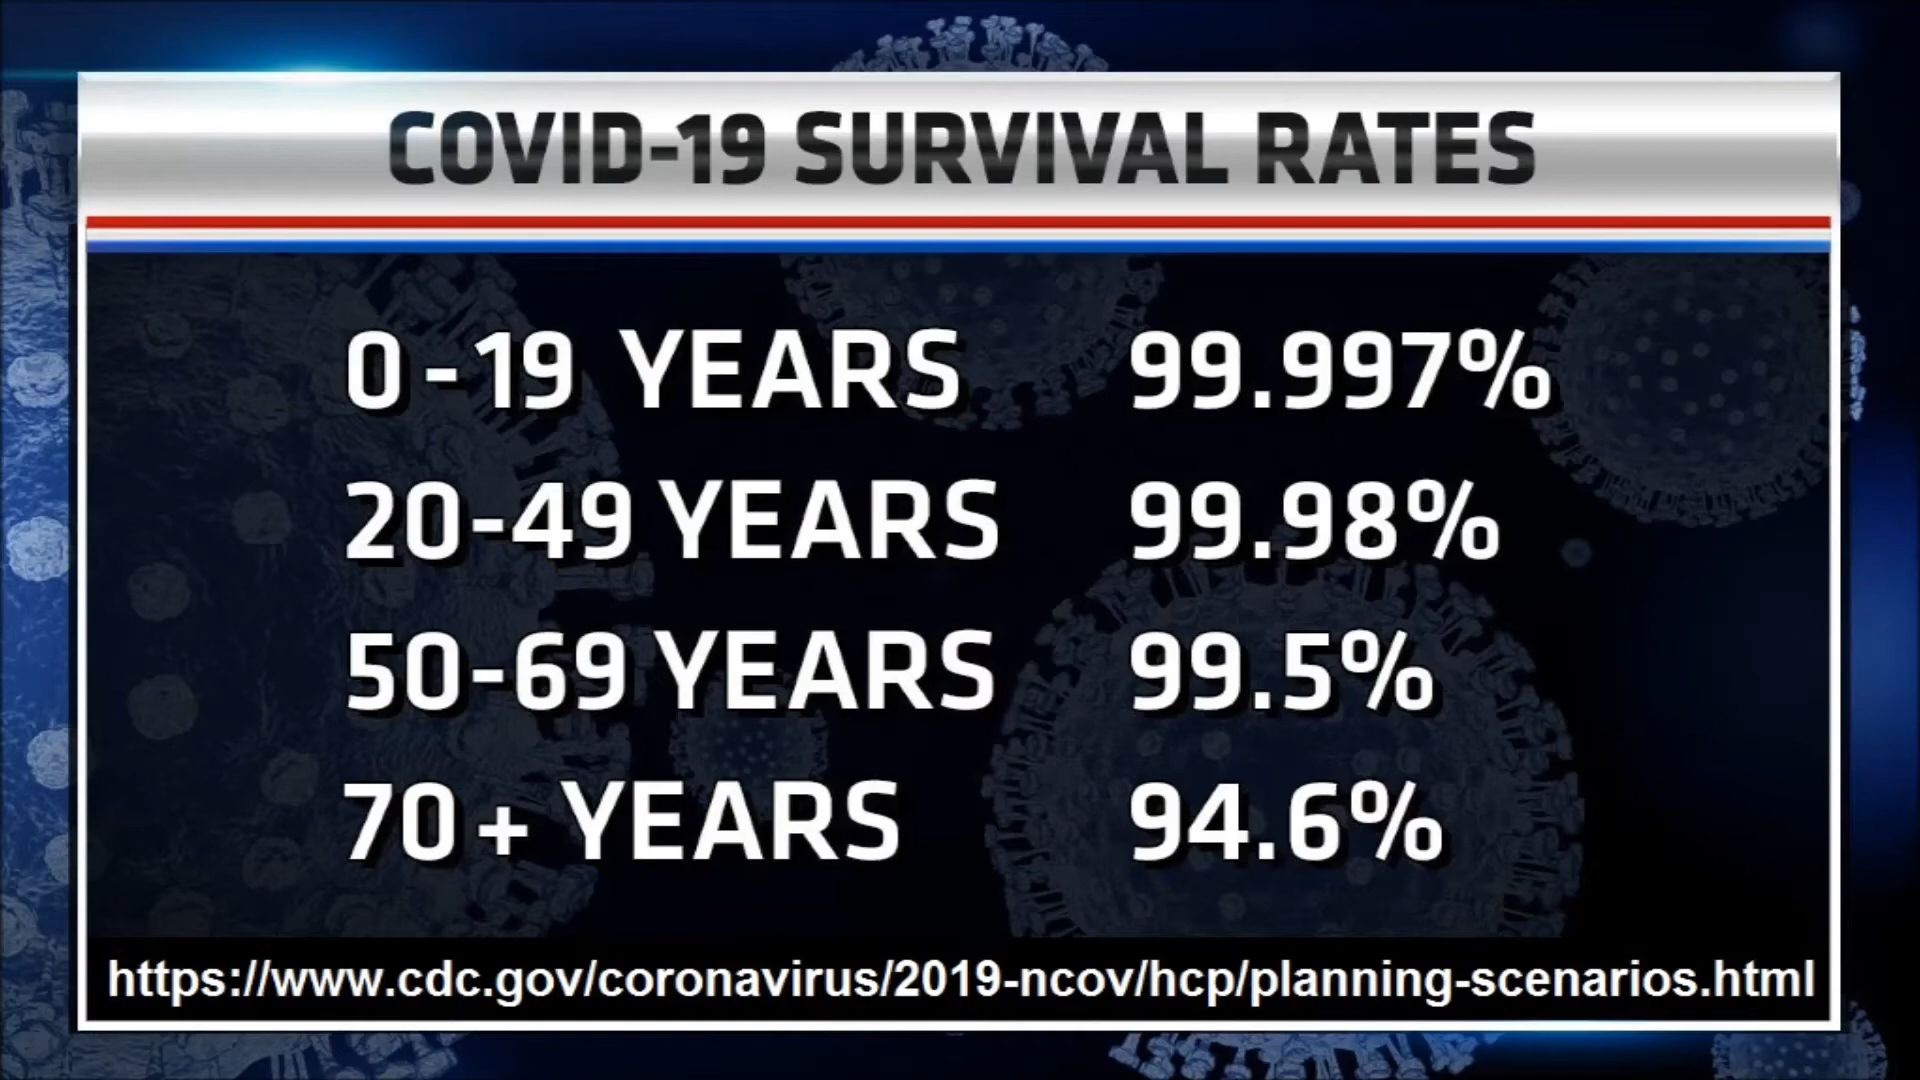 COVID-19 SURVIVAL RATES
0-19 YEARS 99.997%
20-49 YEARS 99.98%
50-69 YEARS 99.5%
70+ YEARS 94.6%
https://www.cdc.gov/coronavirus/2019-ncov/hcp/planning-scenarios.html